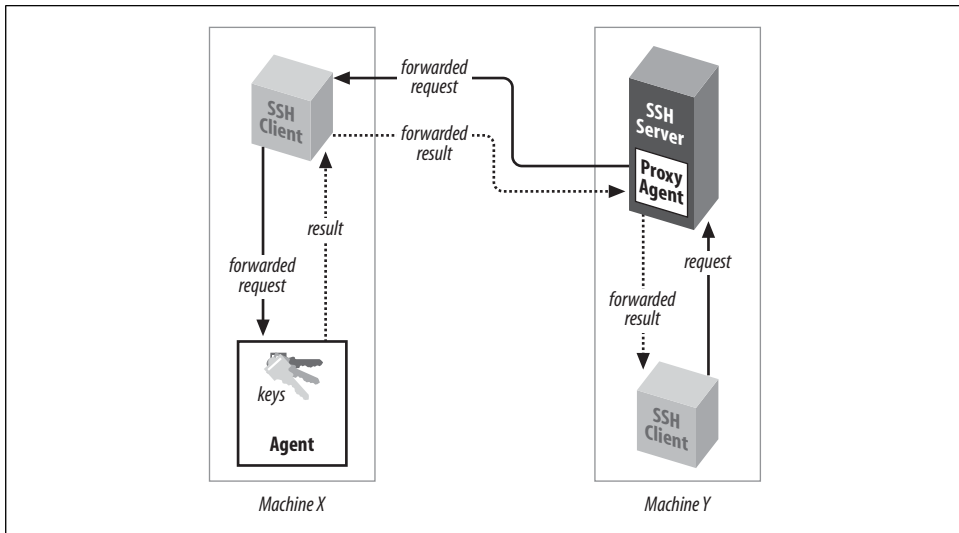 forwarded
request
SSH
Client
forwarded
result
SSH
Server
Proxy
Agent
result
request
forwarded
request
forwarded
result
keys
Agent
SSH
Client
Machine X
Machine Y